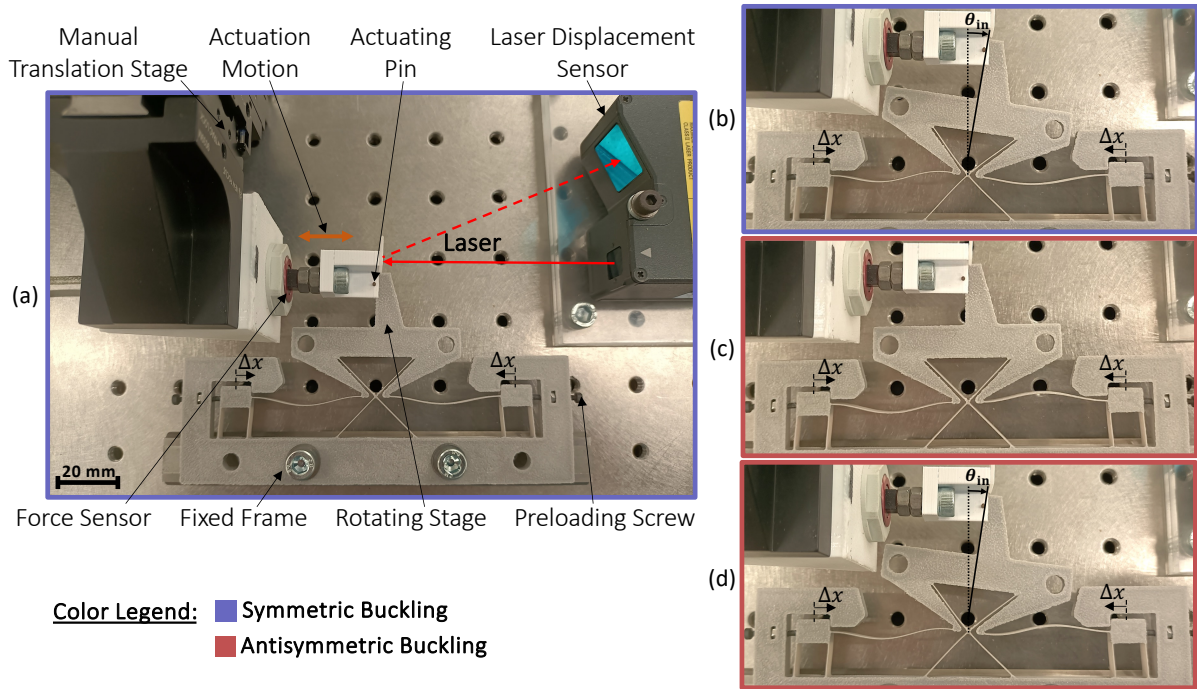 Manual
Translation Stage
Actuation
Motion
Actuating
Pin
Laser Displacement
Sensor
(a)
Laser
Δx
Δx
20 mm
Force Sensor
Fixed Frame
Rotating Stage
Preloading Screw
Color Legend:
Symmetric Buckling
Antisymmetric Buckling
(b)
θin
Δx
Δx
(c)
Δx
Δx
(d)
θin
Δx
Δx